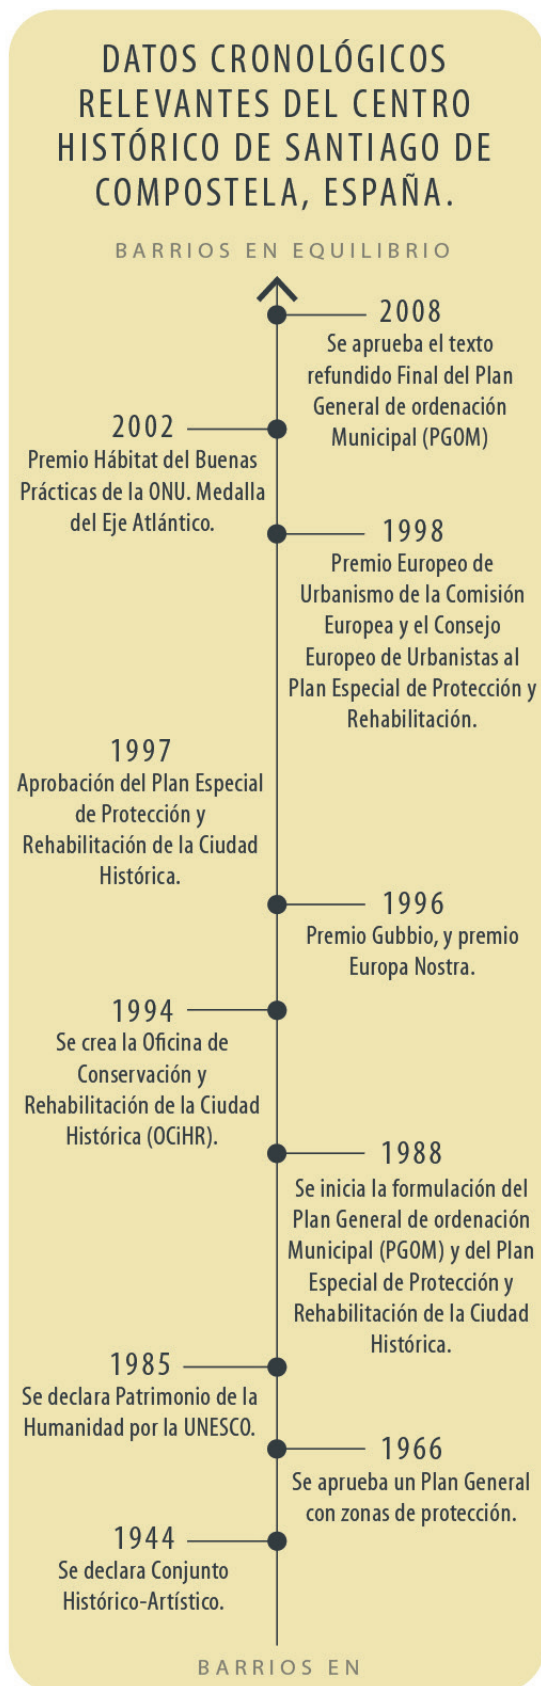 DATOS CRONOLÓGICOS
RELEVANTES DEL CENTRO
HISTÓRICO DE SANTIAGO DE
COMPOSTELA, ESPAÑA.
BARRIOS EN EQUILIBRIO
2008
Se aprueba el texto
refundido Final del Plan
General de ordenación
Municipal (PGOM)
2002
Premio Hábitat del Buenas
Prácticas de la ONU. Medalla
del Eje Atlántico.
1998
Premio Europeo de
Urbanismo de la Comisión
Europea y el Consejo
Europeo de Urbanistas al
Plan Especial de Protección y
Rehabilitación.
1997
Aprobación del Plan Especial
de Protección y
Rehabilitación de la Ciudad
Histórica.
1996
Premio Gubbio, y premio
Europa Nostra.
1994
Se crea la Oficina de
Conservación y
Rehabilitación de la Ciudad
Histórica (OCiHR).
1988
Se inicia la formulación del
Plan General de ordenación
Municipal (PGOM) y del Plan
Especial de Protección y
Rehabilitación de la Ciudad
Histórica.
1985
Se declara Patrimonio de la
Humanidad por la UNESCO.
1966
Se aprueba un Plan General
con zonas de protección.
1944
Se declara Conjunto
Histórico-Artístico.
BARRIOS EN